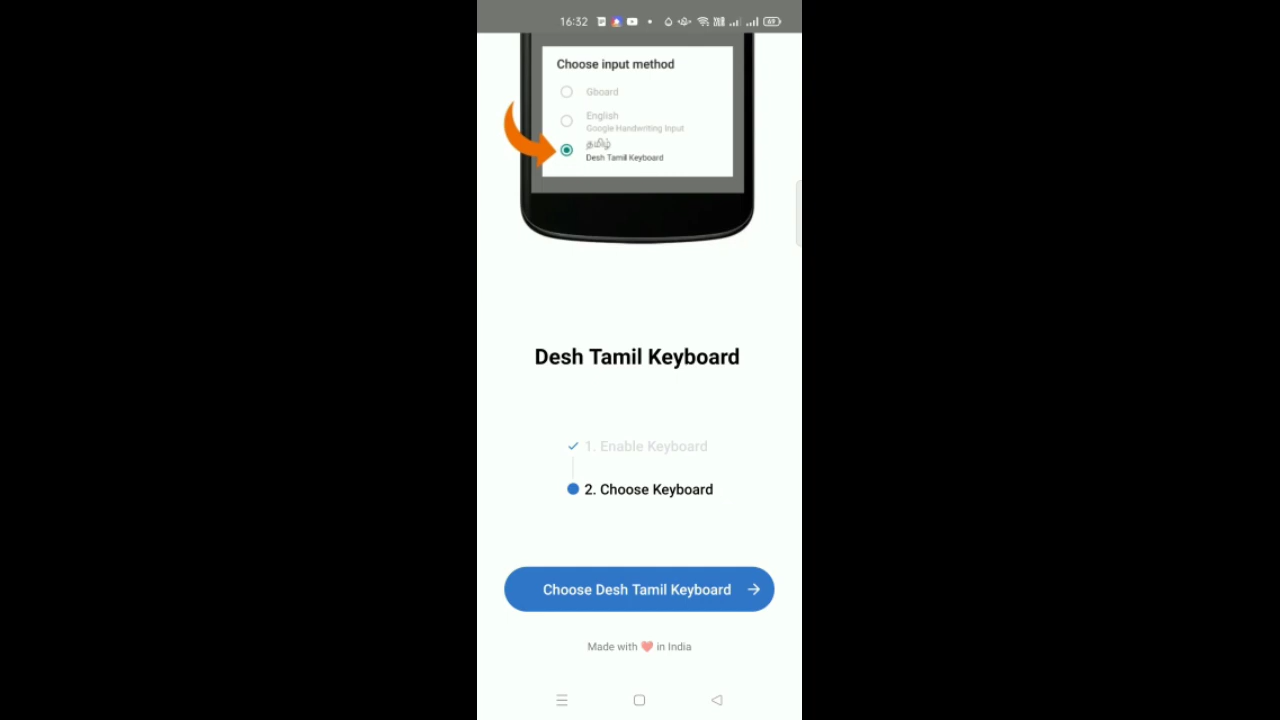 16:32
69
Choose input method
Gboard
English
Google Handwriting Input
தமிழ்
Desh Tamil Keyboard
Desh Tamil Keyboard
1. Enable Keyboard
2. Choose Keyboard
Choose Desh Tamil Keyboard
Made with ❤️ in India